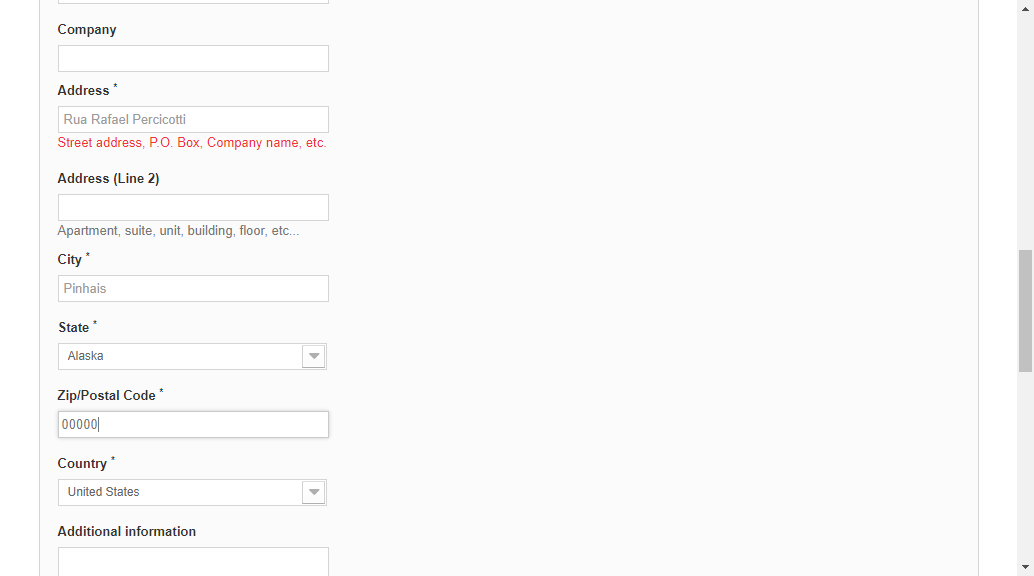 Company
Address *
Rua Rafael Percicotti
Street address, P.O. Box, Company name, etc.
Address (Line 2)
Apartment, suite, unit, building, floor, etc...
City *
Pinhais
State *
Alaska
Zip/Postal Code *
00000
Country *
United States
Additional information